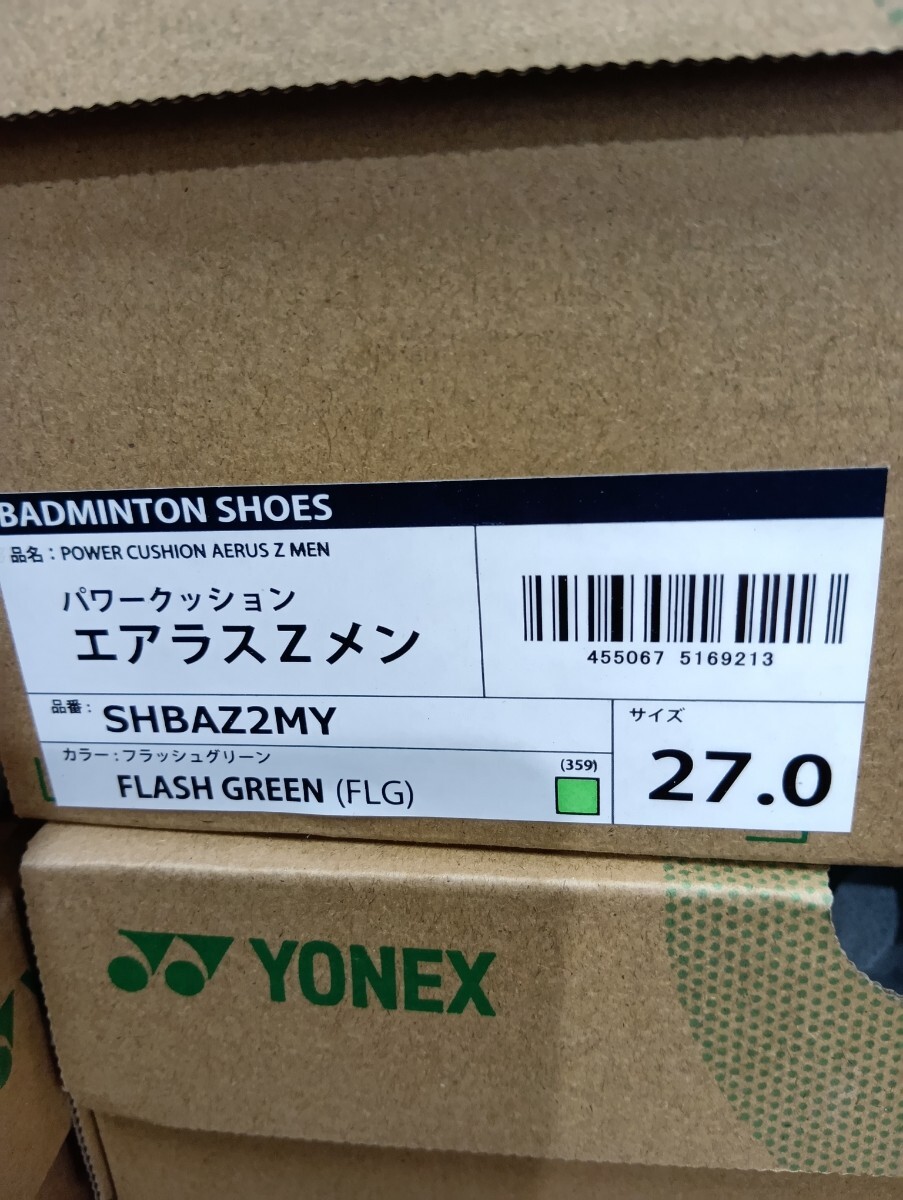 BADMINTON SHOES
品名：POWER CUSHION AERUS Z MEN
パワークッション
エアラスZメン
455067 5169213
品番：
SHBAZ2MY
サイズ
27.0
カラー：フラッシュグリーン
FLASH GREEN (FLG)
(359)
YONEX